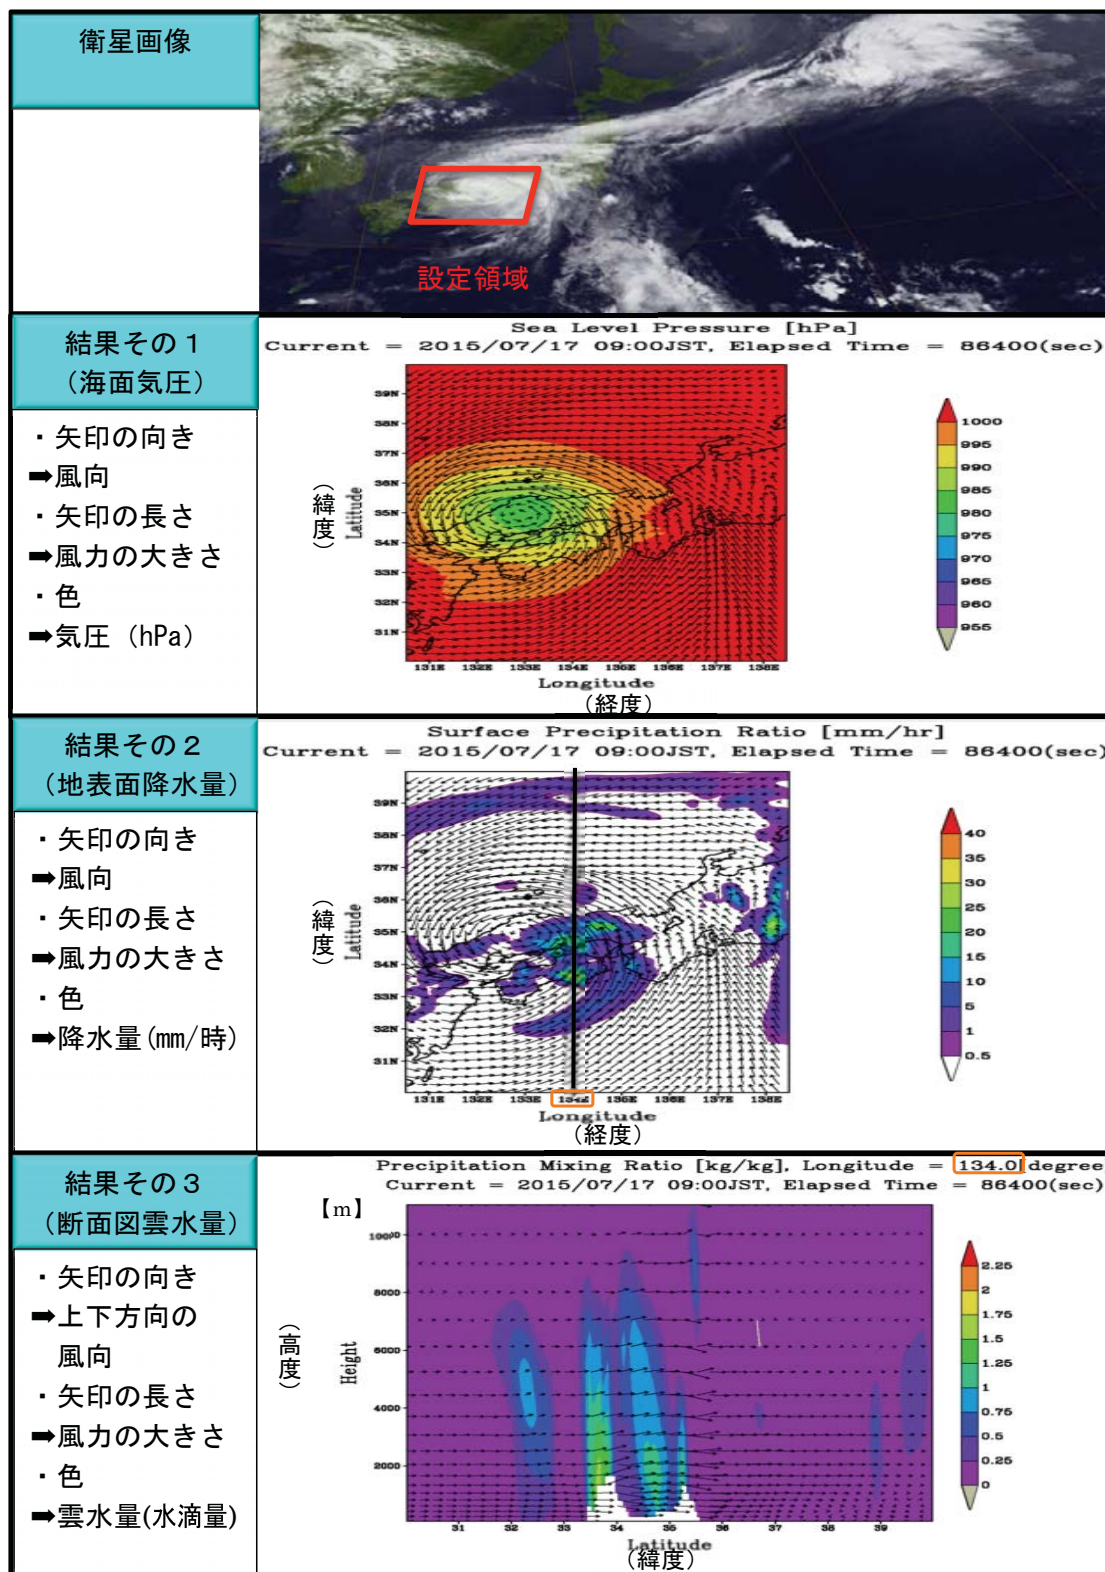 衛星画像
設定領域
結果その１
（海面気圧）
・矢印の向き
➡風向
・矢印の長さ
➡風力の大きさ
・色
➡気圧（hPa）
Sea Level Pressure [hPa]
Current = 2015/07/17 09:00JST, Elapsed Time = 86400(sec)
39N
38N
37N
36N
35N
34N
33N
32N
31N
（緯度）
Latitude
131E 132E 133E 134E 135E 136E 137E 138E
Longitude
（経度）
1000
995
990
985
980
975
970
965
960
955
結果その２
（地表面降水量）
・矢印の向き
➡風向
・矢印の長さ
➡風力の大きさ
・色
➡降水量(mm/時)
Surface Precipitation Ratio [mm/hr]
Current = 2015/07/17 09:00JST, Elapsed Time = 86400(sec)
39N
38N
37N
36N
35N
34N
33N
32N
31N
（緯度）
Latitude
131E 132E 133E 134E 135E 136E 137E 138E
Longitude
（経度）
40
35
30
25
20
15
10
5
1
0.5
結果その３
（断面図雲水量）
・矢印の向き
➡上下方向の
風向
・矢印の長さ
➡風力の大きさ
・色
➡雲水量(水滴量)
Precipitation Mixing Ratio [kg/kg], Longitude = 134.0 degree
Current = 2015/07/17 09:00JST, Elapsed Time = 86400(sec)
【m】
10000
8000
6000
4000
2000
（高度）
Height
31 32 33 34 35 36 37 38 39
Latitude
（緯度）
2.25
2
1.75
1.5
1.25
1
0.75
0.5
0.25
0